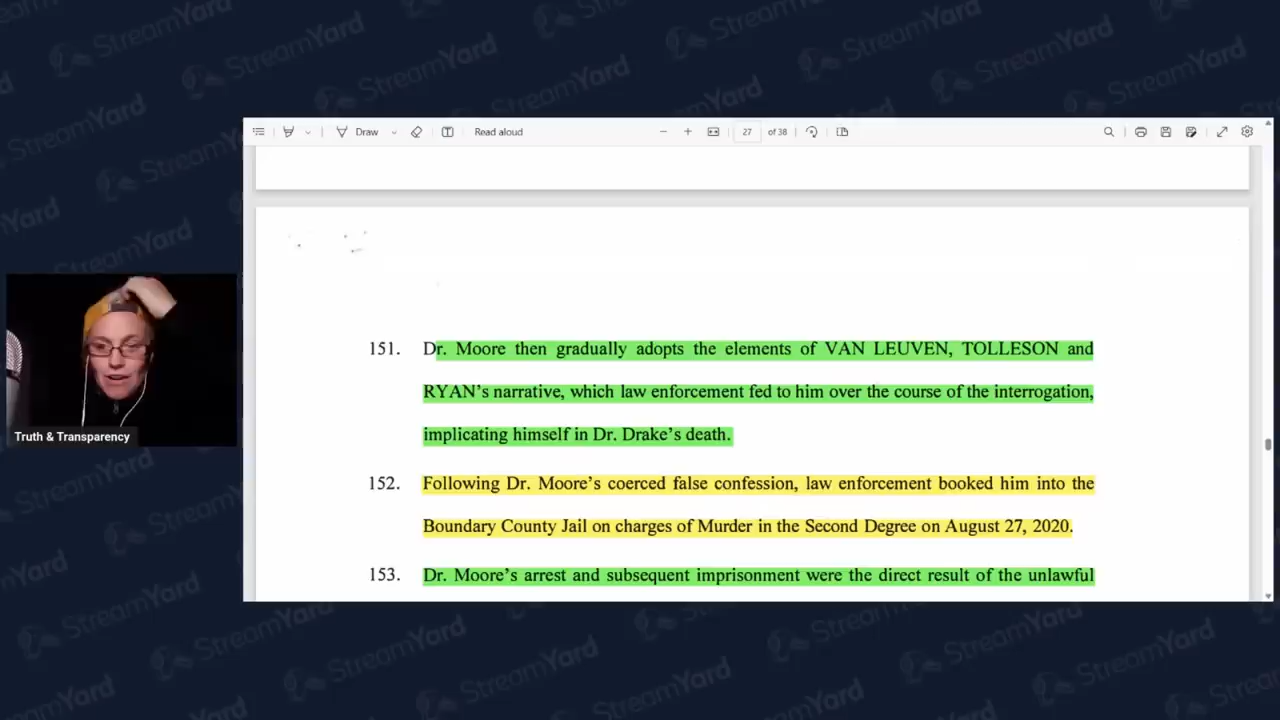 StreamYard
Draw
Read aloud
27 of 38
151. Dr. Moore then gradually adopts the elements of VAN LEUVEN, TOLLESON and
RYAN's narrative, which law enforcement fed to him over the course of the interrogation,
implicating himself in Dr. Drake's death.
152. Following Dr. Moore's coerced false confession, law enforcement booked him into the
Boundary County Jail on charges of Murder in the Second Degree on August 27, 2020.
153. Dr. Moore's arrest and subsequent imprisonment were the direct result of the unlawful
Truth & Transparency